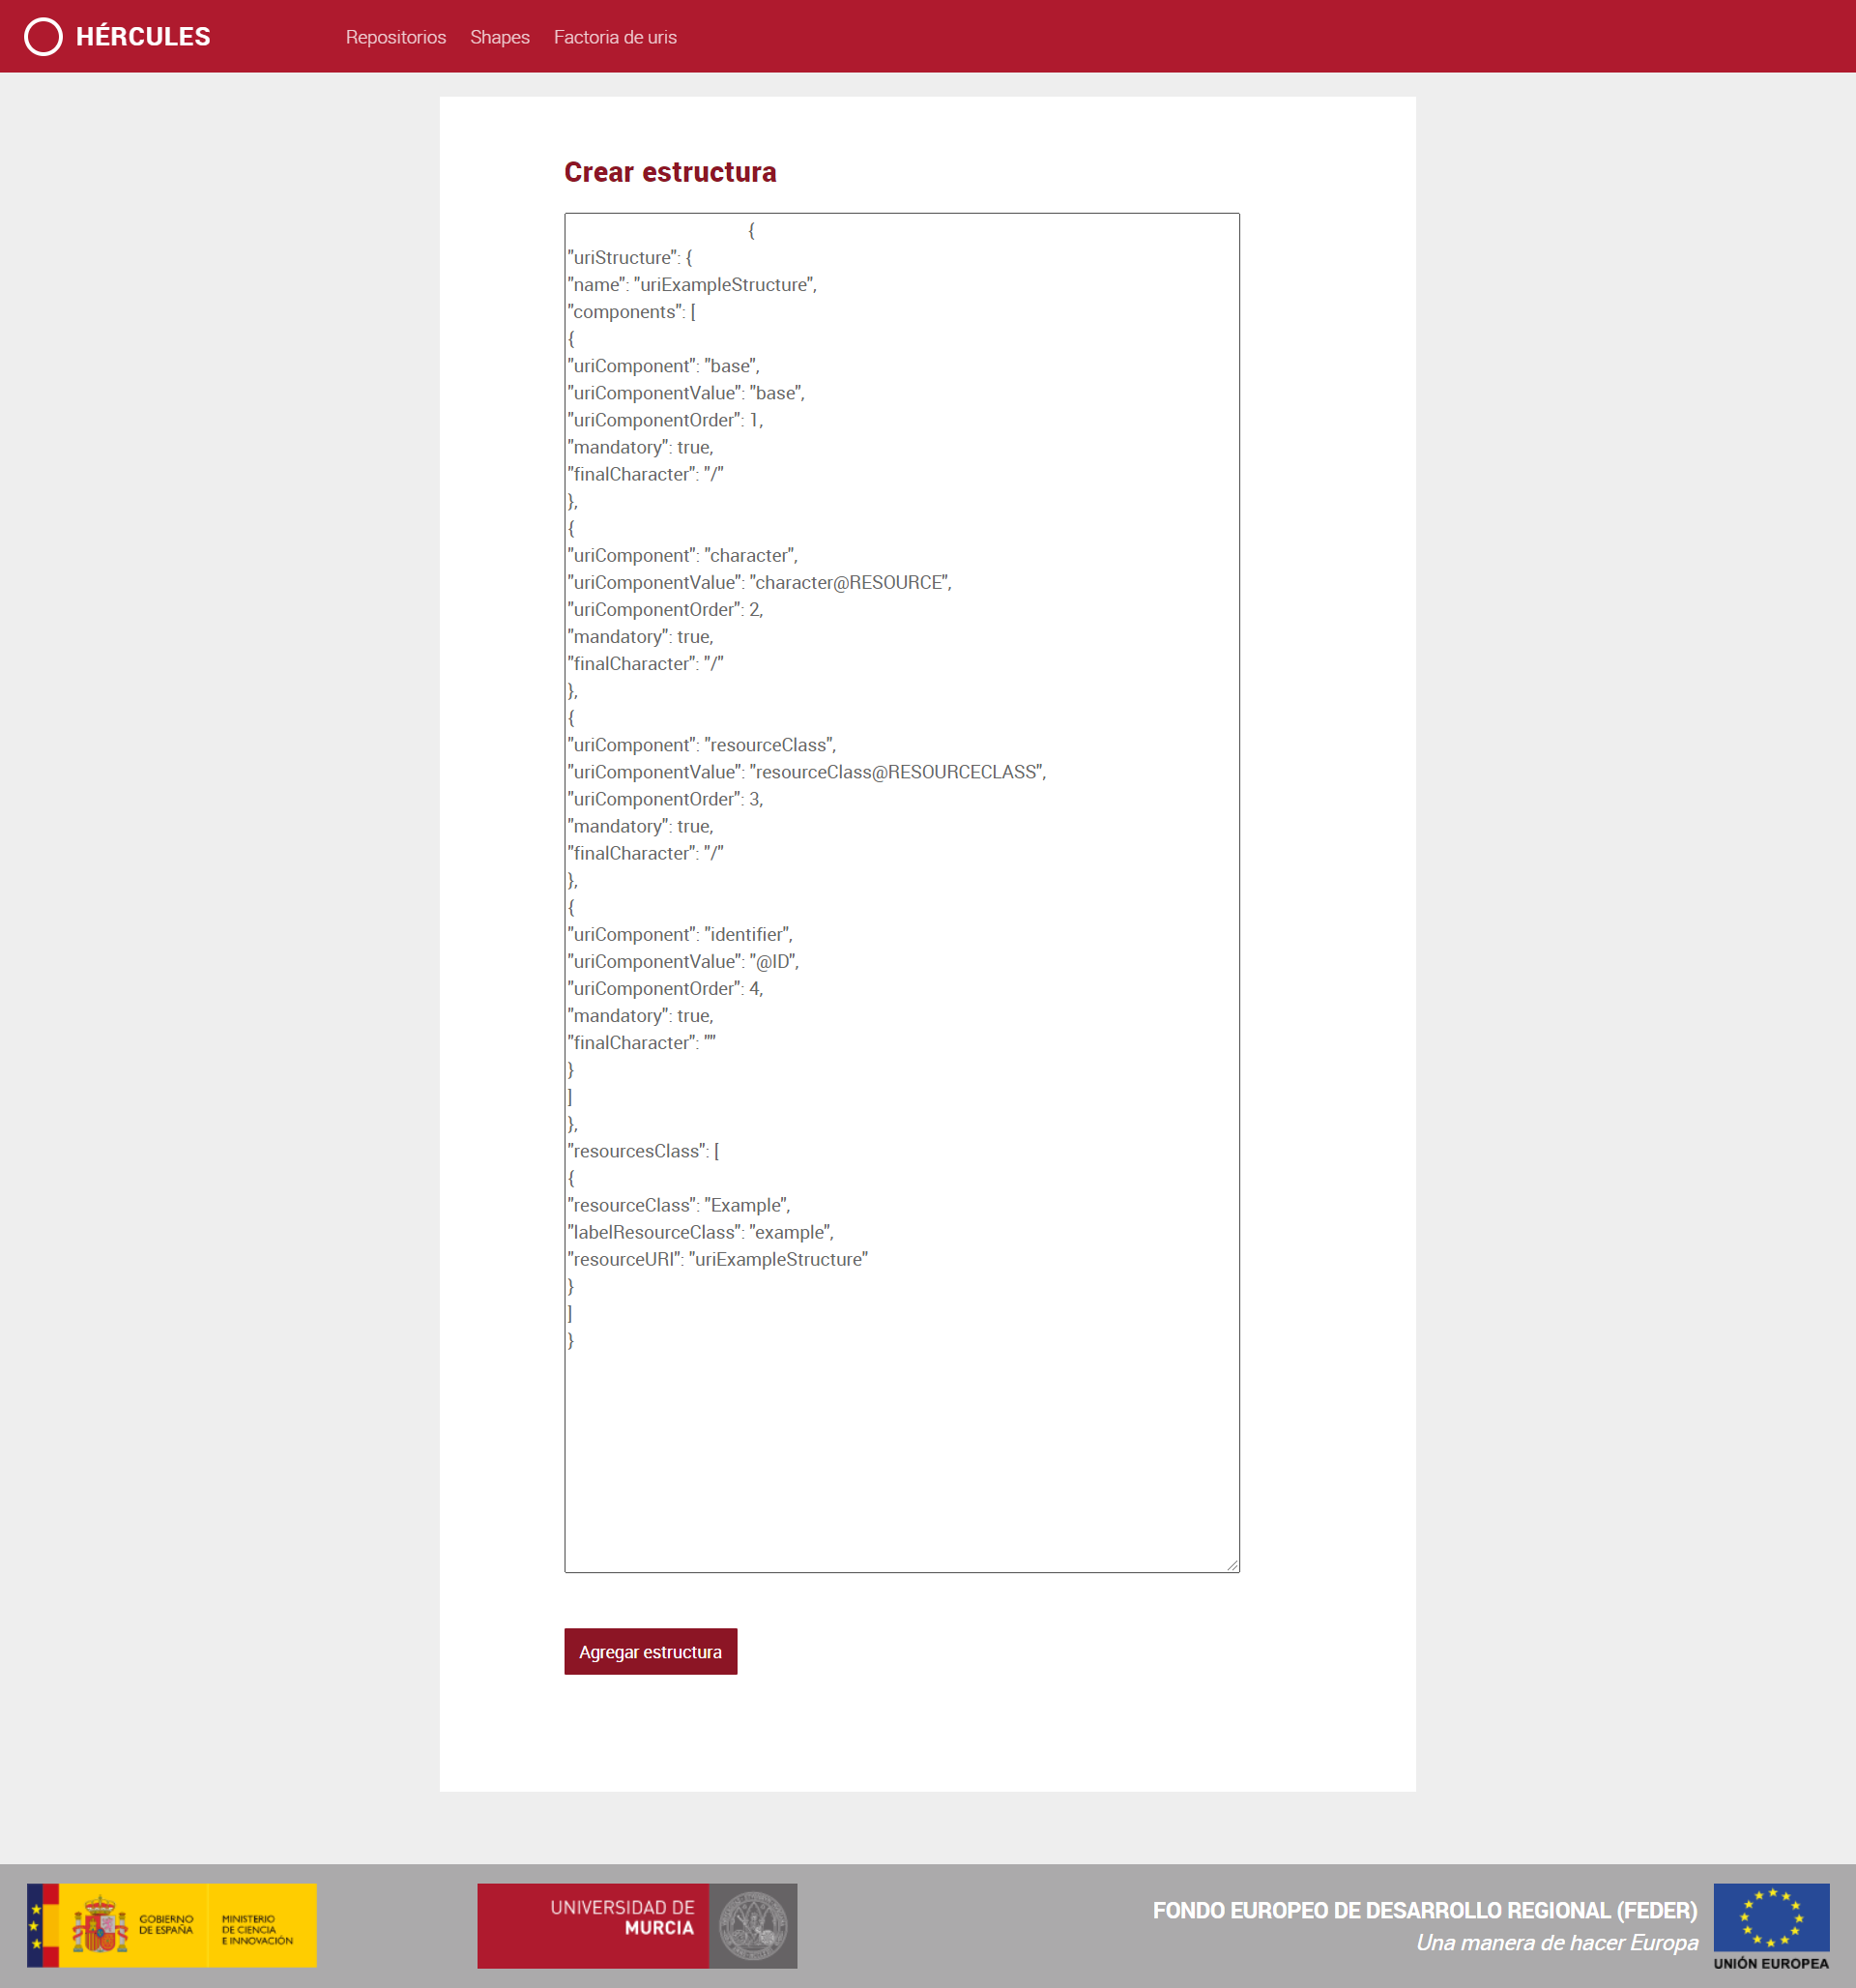 HÉRCULES
Repositorios Shapes Factoria de uris
Crear estructura
{
"uriStructure": {
"name": "uriExampleStructure",
"components": [
{
"uriComponent": "base",
"uriComponentValue": "base",
"uriComponentOrder": 1,
"mandatory": true,
"finalCharacter": "/"
},
{
"uriComponent": "character",
"uriComponentValue": "character@RESOURCE",
"uriComponentOrder": 2,
"mandatory": true,
"finalCharacter": "/"
},
{
"uriComponent": "resourceClass",
"uriComponentValue": "resourceClass@RESOURCECLASS",
"uriComponentOrder": 3,
"mandatory": true,
"finalCharacter": "/"
},
{
"uriComponent": "identifier",
"uriComponentValue": "@ID",
"uriComponentOrder": 4,
"mandatory": true,
"finalCharacter": ""
}
]
},
"resourcesClass": [
{
"resourceClass": "Example",
"labelResourceClass": "example",
"resourceURI": "uriExampleStructure"
}
]
}
Agregar estructura
GOBIERNO
DE ESPAÑA
MINISTERIO
DE CIENCIA
E INNOVACIÓN
UNIVERSIDAD DE
MURCIA
FONDO EUROPEO DE DESARROLLO REGIONAL (FEDER)
Una manera de hacer Europa
UNIÓN EUROPEA